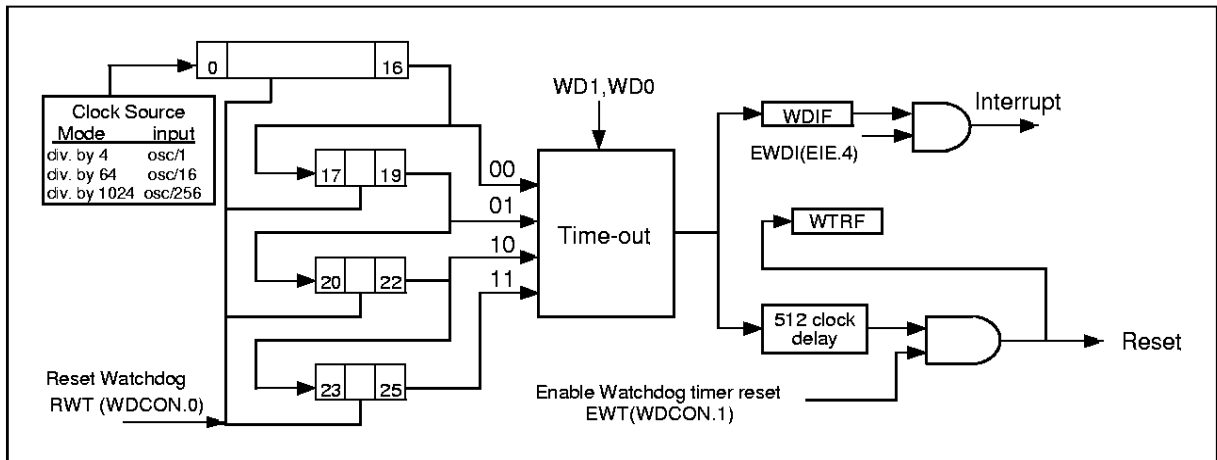 0 16
Clock Source
Mode input
div. by 4 osc/1
div. by 64 osc/16
div. by 1024 osc/256
17 19
20 22
23 25
Reset Watchdog
RWT (WDCON.0)
WD1,WD0
00
01
10
11
Time-out
WDIF
EWDI(EIE.4)
Interrupt
WTRF
512 clock
delay
Enable Watchdog timer reset
EWT(WDCON.1)
Reset